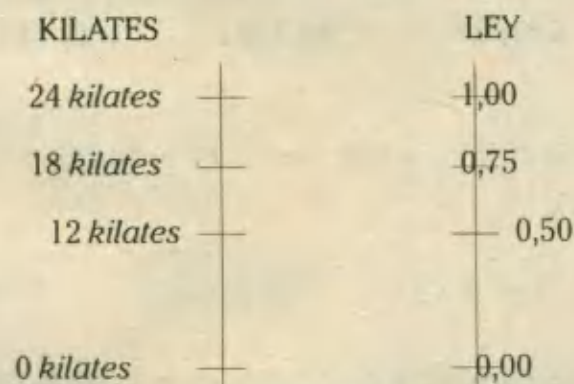 KILATES LEY
24 kilates 1,00
18 kilates 0,75
12 kilates 0,50
0 kilates 0,00